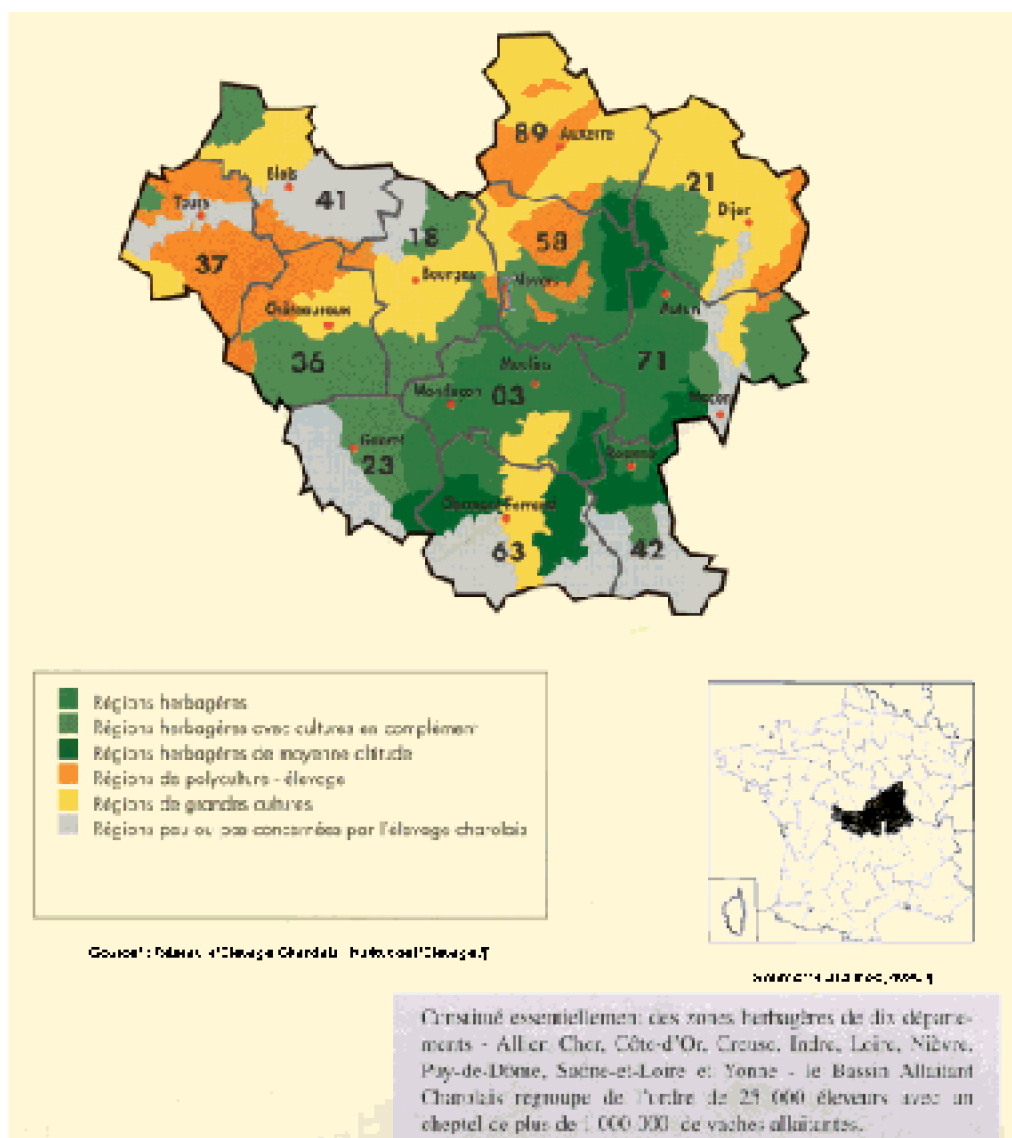 89 Auxerre
21
Blois
41
Dijon
Tours
18
58
37
Bourges
Nevers
Châteauroux
Autun
36
Moulins
71
Montluçon
03
Mâcon
Guéret
23
Roanne
Clermont-Ferrand
63
42
Régions herbagères
Régions herbagères avec cultures en complément
Régions herbagères de moyenne altitude
Régions de polyculture - élevage
Régions de grandes cultures
Régions peu ou pas concernées par l'élevage charolais
Constitué essentiellement des zones herbagères de dix départe-
ments - Allier, Cher, Côte-d'Or, Creuse, Indre, Loire, Nièvre,
Puy-de-Dôme, Saône-et-Loire et Yonne - le Bassin Allaitant
Charolais regroupe de l'ordre de 25 000 éleveurs avec un
cheptel de plus de 1 000 000 de vaches allaitantes.